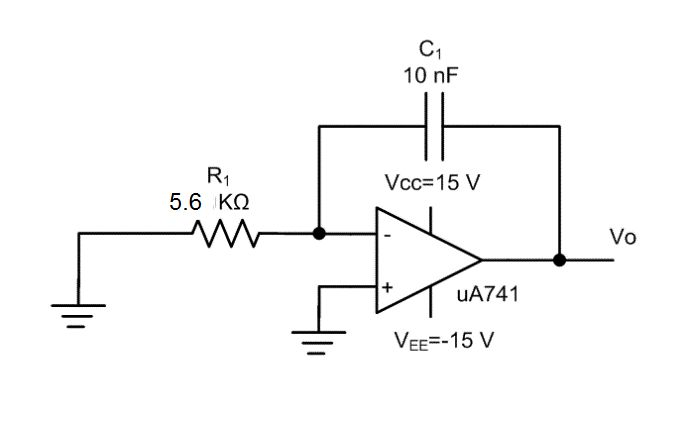 C₁
10 nF
Vcc=15 V
R₁
5.6 KΩ
-
Vo
+
uA741
VEE=-15 V